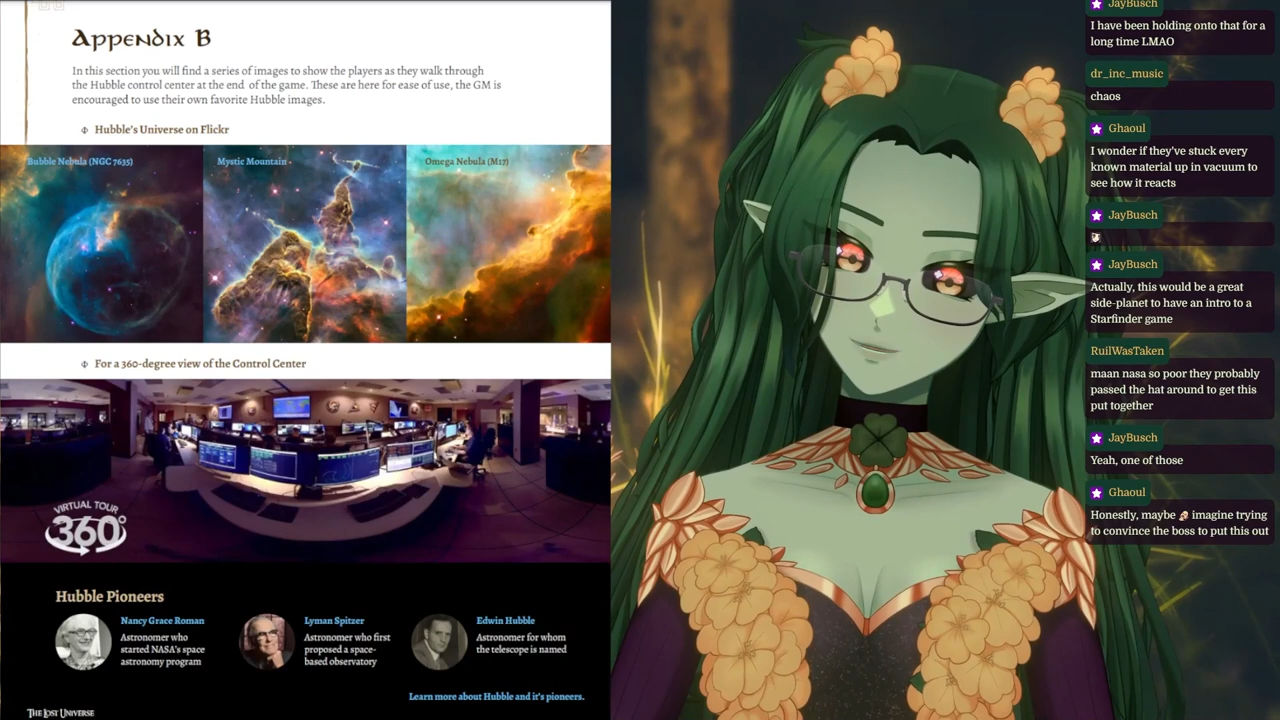 Appendix B
In this section you will find a series of images to show the players as they walk through
the Hubble control center at the end of the game. These are here for ease of use, the GM is
encouraged to use their own favorite Hubble images.
Hubble's Universe on Flickr
Bubble Nebula (NGC 7635)
Mystic Mountain
Omega Nebula (M17)
For a 360-degree view of the Control Center
VIRTUAL TOUR
360°
Hubble Pioneers
Nancy Grace Roman
Astronomer who
started NASA's space
astronomy program
Lyman Spitzer
Astronomer who first
proposed a space-
based observatory
Edwin Hubble
Astronomer for whom
the telescope is named
Learn more about Hubble and it's pioneers.
The Lost Universe
JayBusch
I have been holding onto that for a
long time LMAO
dr_inc_music
chaos
Ghaoul
I wonder if they've stuck every
known material up in vacuum to
see how it reacts
JayBusch
JayBusch
Actually, this would be a great
side-planet to have an intro to a
Starfinder game
RuilWasTaken
maan nasa so poor they probably
passed the hat around to get this
put together
JayBusch
Yeah, one of those
Ghaoul
Honestly, maybe imagine trying
to convince the boss to put this out